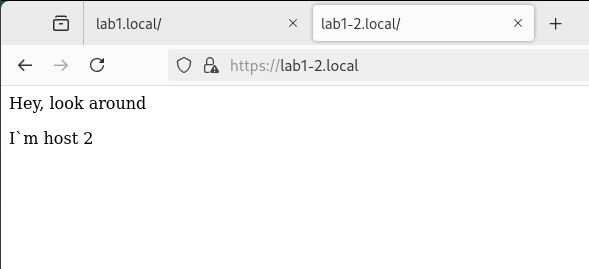 lab1.local/
lab1-2.local/
https://lab1-2.local
Hey, look around
I`m host 2